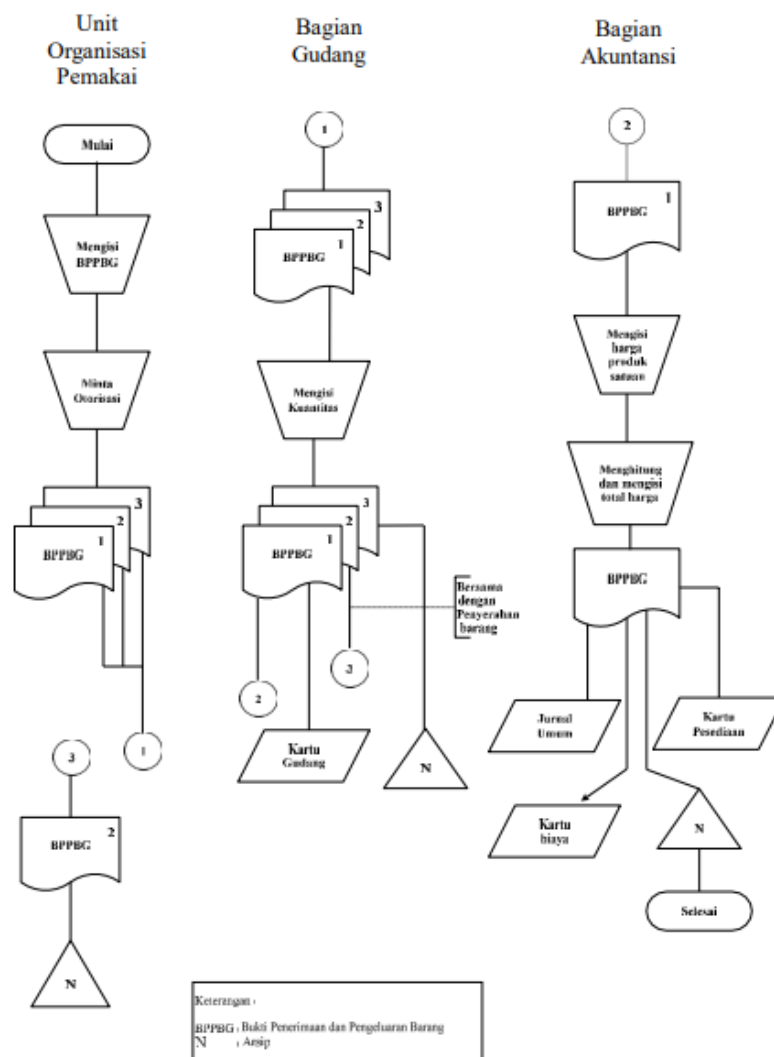 Unit
Organisasi
Pemakai
Mulai
Mengisi
BPPBG
Minta
Otorisasi
3
2
1
BPPBG
1
3
2
BPPBG
N
Bagian
Gudang
1
3
2
1
BPPBG
Mengisi
Kuantitas
3
2
1
BPPBG
Bersama
dengan
Penyerahan
barang
2
3
Kartu
Gudang
N
Bagian
Akuntansi
2
1
BPPBG
Mengisi
harga
produk
satuan
Menghitung
dan mengisi
total harga
BPPBG
Jurnal
Umum
Kartu
Pesediaan
Kartu
biaya
N
Selesai
Keterangan :
BPPBG : Bukti Penerimaan dan Pengeluaran Barang
N : Arsip